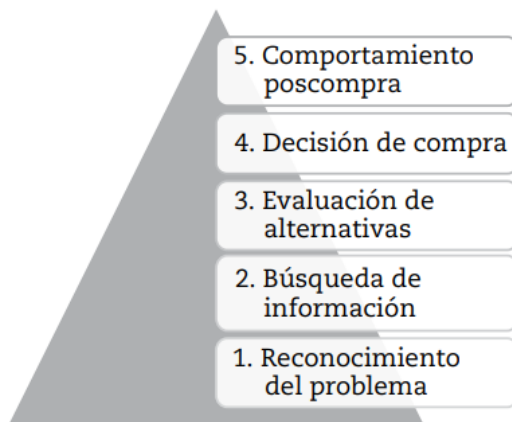 5. Comportamiento
poscompra
4. Decisión de compra
3. Evaluación de
alternativas
2. Búsqueda de
información
1. Reconocimiento
del problema